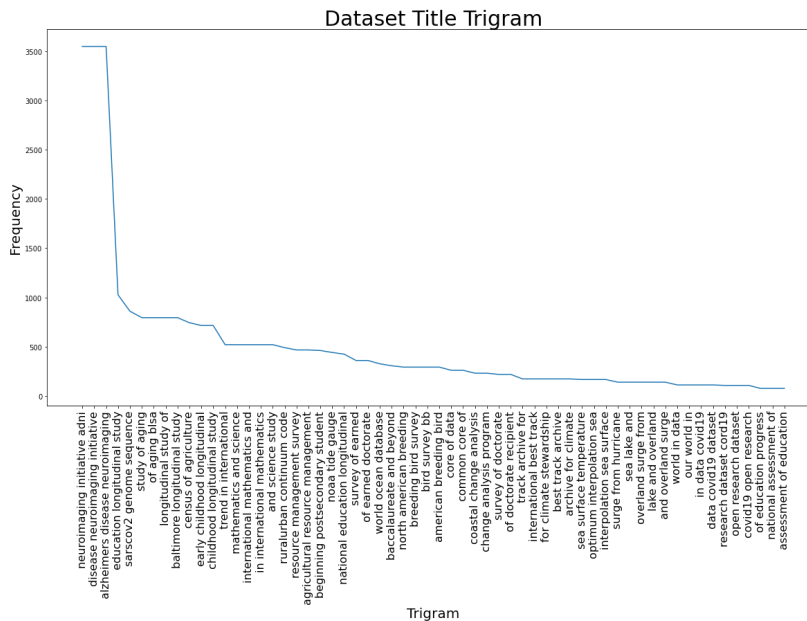 Dataset Title Trigram
Frequency
3500
3000
2500
2000
1500
1000
500
0
neuroimaging initiative adni
disease neuroimaging initiative
alzheimers disease neuroimaging
education longitudinal study
sarscov2 genome sequence
study of aging
of aging blsa
longitudinal study of
baltimore longitudinal study
census of agriculture
early childhood longitudinal
childhood longitudinal study
trend in international
mathematics and science
international mathematics and
in international mathematics
and science study
ruralurban continuum code
resource management survey
agricultural resource management
beginning postsecondary student
noaa tide gauge
national education longitudinal
survey of earned
of earned doctorate
world ocean database
baccalaureate and beyond
north american breeding
breeding bird survey
bird survey bb
american breeding bird
core of data
common core of
coastal change analysis
change analysis program
survey of doctorate
of doctorate recipient
track archive for
international best track
for climate stewardship
best track archive
archive for climate
sea surface temperature
optimum interpolation sea
interpolation sea surface
surge from hurricane
sea lake and
overland surge from
lake and overland
and overland surge
world in data
our world in
in data covid19
data covid19 dataset
research dataset cord19
open research dataset
covid19 open research
of education progress
national assessment of
assessment of education
Trigram